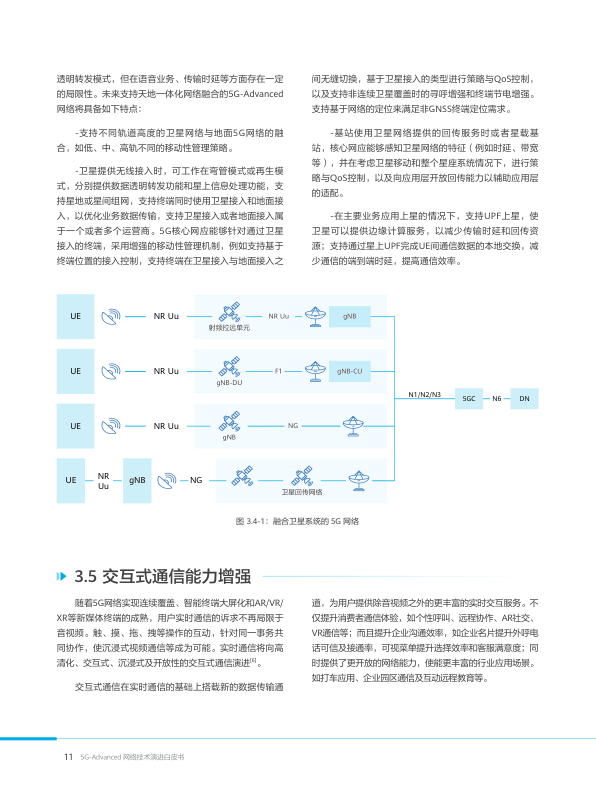 透明转发模式，但在语音业务、传输时延等方面存在一定
的局限性。未来支持天地一体化网络融合的5G-Advanced
网络将具备如下特点：
-支持不同轨道高度的卫星网络与地面5G网络的融
合，如低、中、高轨不同的移动性管理策略。
-卫星提供无线接入时，可工作在弯管模式或再生模
式，分别提供数据透明转发功能和星上信息处理功能，支
持星地或星间组网，支持终端同时使用卫星接入和地面接
入，以优化业务数据传输，支持卫星接入或者地面接入属
于一个或者多个运营商。5G核心网应能够针对通过卫星
接入的终端，采用增强的移动性管理机制，例如支持基于
终端位置的接入控制，支持终端在卫星接入与地面接入之
间无缝切换，基于卫星接入的类型进行策略与QoS控制，
以及支持非连续卫星覆盖时的寻呼增强和终端节电增强。
支持基于网络的定位来满足非GNSS终端定位需求。
-基站使用卫星网络提供的回传服务时或者星载基
站，核心网应能够感知卫星网络的特征（例如时延、带宽
等），并在考虑卫星移动和整个星座系统情况下，进行策
略与QoS控制，以及向应用层开放回传能力以辅助应用层
的适配。
-在主要业务应用上星的情况下，支持UPF上星，使
卫星可以提供边缘计算服务，以减少传输时延和回传资
源；支持通过星上UPF完成UE间通信数据的本地交换，减
少通信的端到端时延，提高通信效率。
UE NR Uu 射频拉远单元 NR Uu gNB
UE NR Uu gNB-DU F1 gNB-CU
N1/N2/N3 5GC N6 DN
UE NR Uu gNB NG
UE NR Uu gNB NG 卫星回传网络
图 3.4-1：融合卫星系统的 5G 网络
3.5 交互式通信能力增强
随着5G网络实现连续覆盖、智能终端大屏化和AR/VR/
XR等新媒体终端的成熟，用户实时通信的诉求不再局限于
音视频。触、摸、拖、拽等操作的互动，针对同一事务共
同协作，使沉浸式视频通信等成为可能。实时通信将向高
清化、交互式、沉浸式及开放性的交互式通信演进[6]。
交互式通信在实时通信的基础上搭载新的数据传输通
道，为用户提供除音视频之外的更丰富的实时交互服务。不
仅提升消费者通信体验，如个性呼叫、远程协作、AR社交、
VR通信等；而且提升企业沟通效率，如企业名片提升外呼电
话可信及接通率，可视菜单提升选择效率和客服满意度；同
时提供了更开放的网络能力，使能更丰富的行业应用场景。
如打车应用、企业园区通信及互动远程教育等。
11 5G-Advanced 网络技术演进白皮书